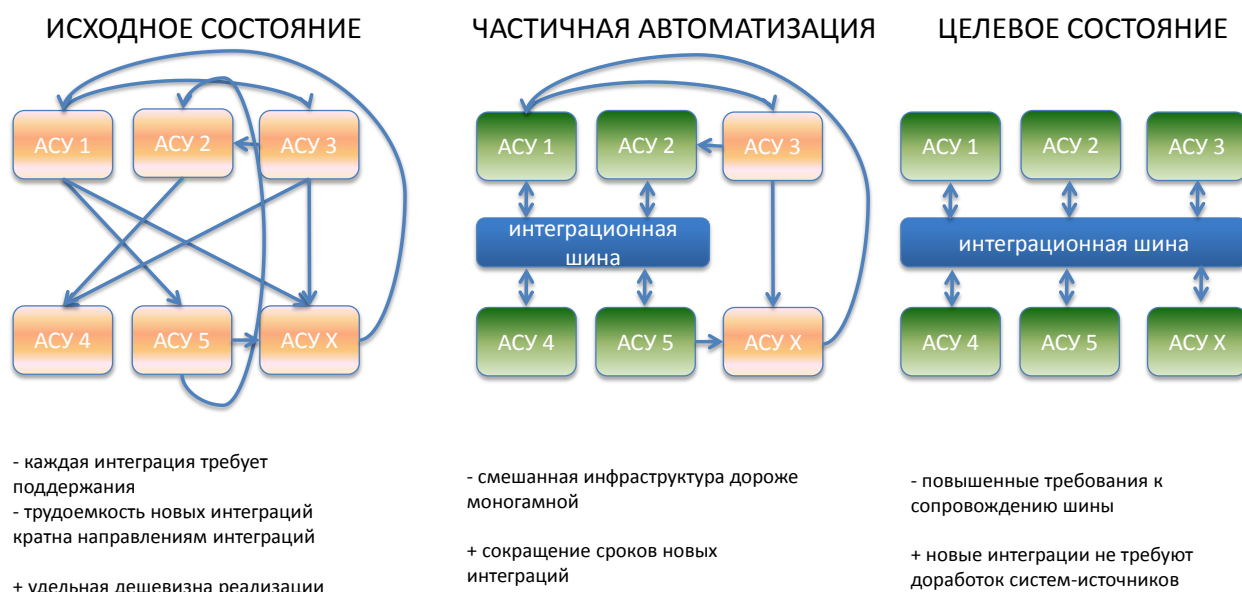 ИСХОДНОЕ СОСТОЯНИЕ
ЧАСТИЧНАЯ АВТОМАТИЗАЦИЯ
ЦЕЛЕВОЕ СОСТОЯНИЕ
АСУ 1
АСУ 2
АСУ 3
АСУ 4
АСУ 5
АСУ Х
- каждая интеграция требует
поддержания
- трудоемкость новых интеграций
кратна направлениям интеграций
+ удельная дешевизна реализации
АСУ 1
АСУ 2
АСУ 3
интеграционная
шина
АСУ 4
АСУ 5
АСУ Х
- смешанная инфраструктура дороже
моногамной
+ сокращение сроков новых
интеграций
АСУ 1
АСУ 2
АСУ 3
интеграционная шина
АСУ 4
АСУ 5
АСУ Х
- повышенные требования к
сопровождению шины
+ новые интеграции не требуют
доработок систем-источников